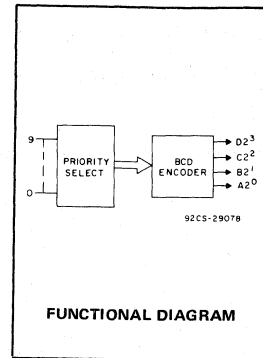 9
PRIORITY
SELECT
0
BCD
ENCODER
D2³
C2²
B2¹
A2⁰
92CS-29078
FUNCTIONAL DIAGRAM